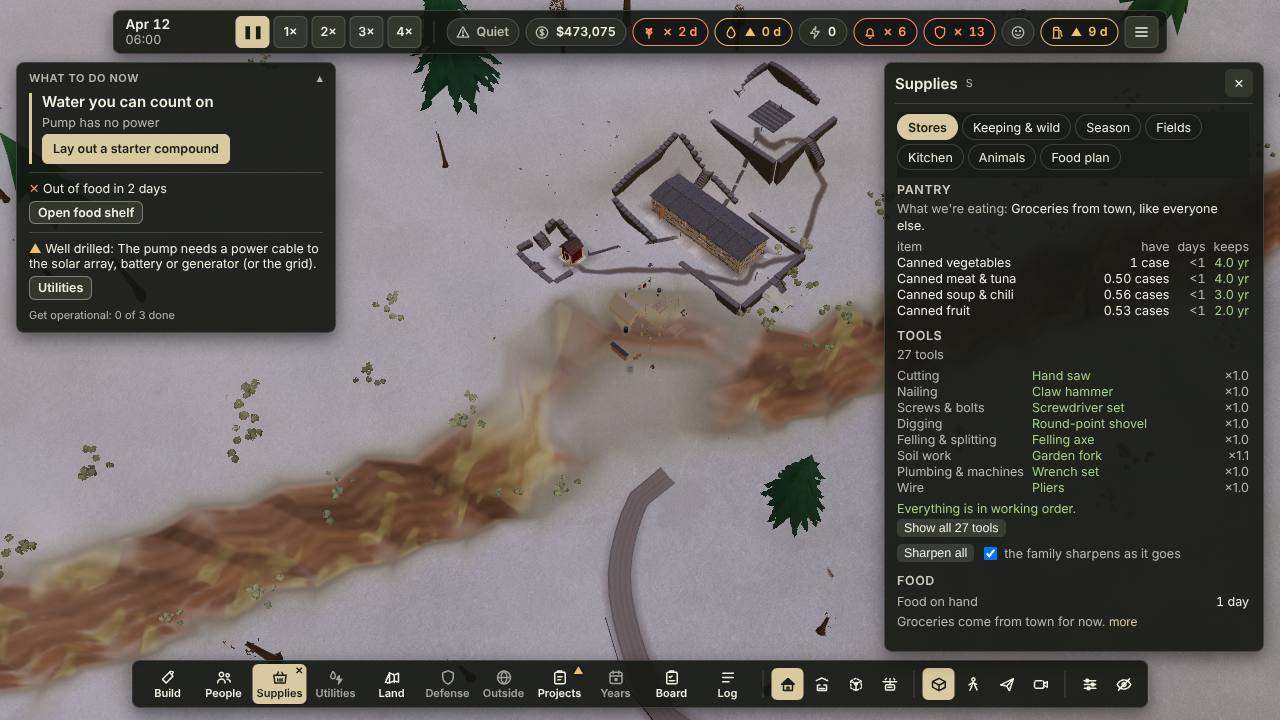 Apr 12
06:00
1×
2×
3×
4×
Quiet
$473,075
× 2 d
0 d
0
× 6
× 13
9 d
WHAT TO DO NOW
Water you can count on
Pump has no power
Lay out a starter compound
× Out of food in 2 days
Open food shelf
Well drilled: The pump needs a power cable to
the solar array, battery or generator (or the grid).
Utilities
Get operational: 0 of 3 done
Supplies S
Stores
Keeping & wild
Season
Fields
Kitchen
Animals
Food plan
PANTRY
What we're eating: Groceries from town, like everyone
else.
item have days keeps
Canned vegetables 1 case <1 4.0 yr
Canned meat & tuna 0.50 cases <1 4.0 yr
Canned soup & chili 0.56 cases <1 3.0 yr
Canned fruit 0.53 cases <1 2.0 yr
TOOLS
27 tools
Cutting Hand saw ×1.0
Nailing Claw hammer ×1.0
Screws & bolts Screwdriver set ×1.0
Digging Round-point shovel ×1.0
Felling & splitting Felling axe ×1.0
Soil work Garden fork ×1.1
Plumbing & machines Wrench set ×1.0
Wire Pliers ×1.0
Everything is in working order.
Show all 27 tools
Sharpen all the family sharpens as it goes
FOOD
Food on hand 1 day
Groceries come from town for now. more
Build
People
Supplies
Utilities
Land
Defense
Outside
Projects
Years
Board
Log